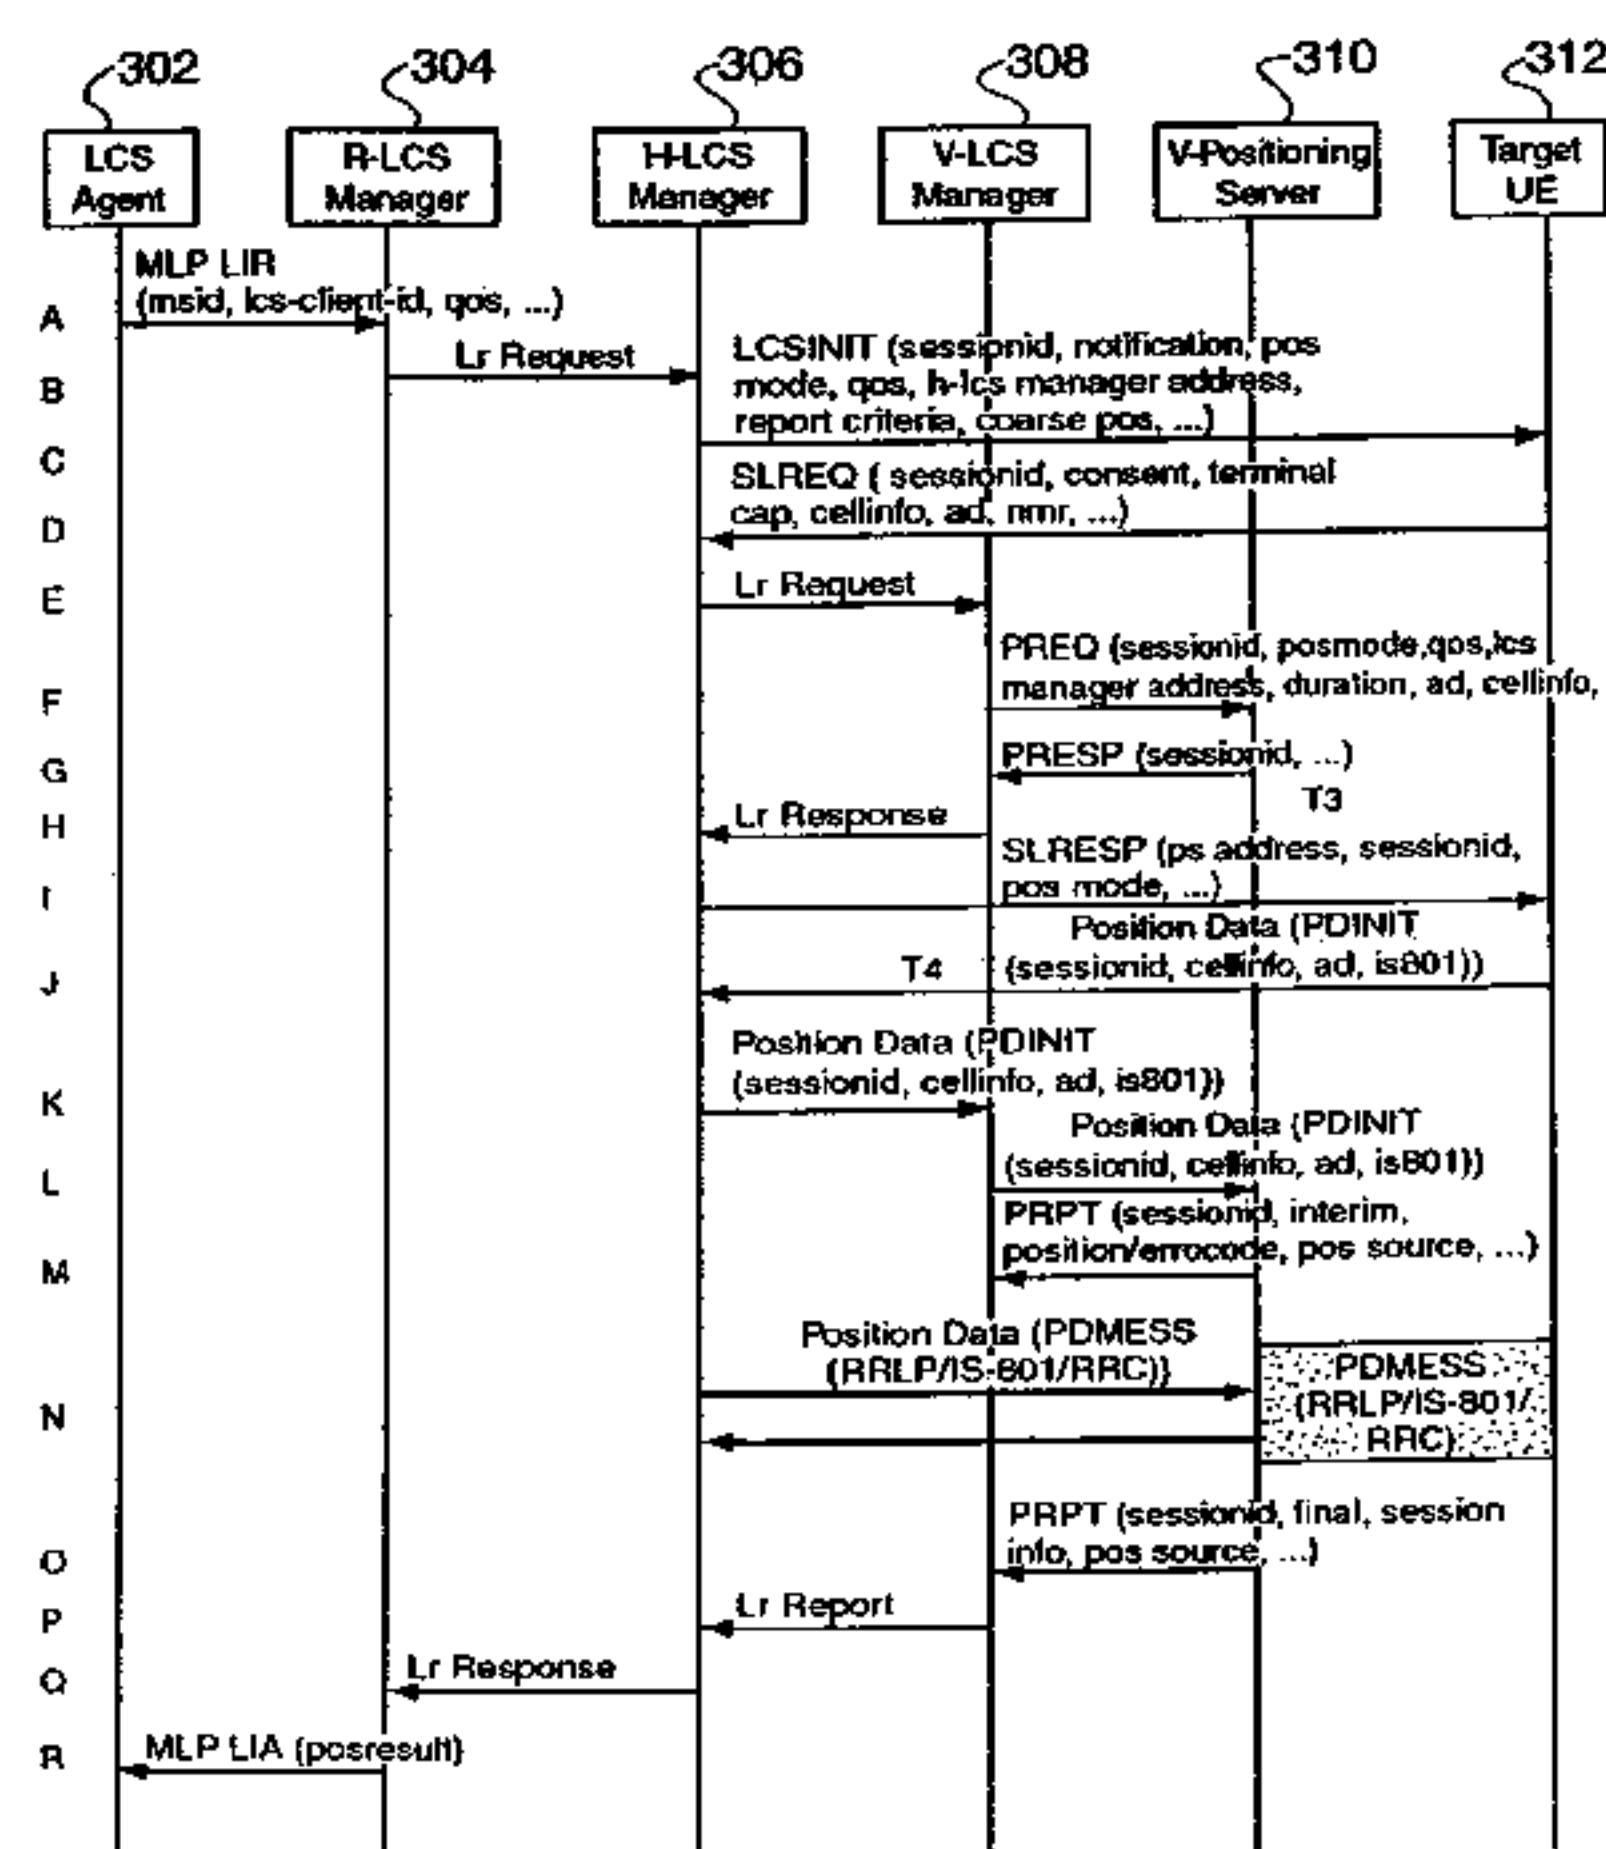 302 304 306 308 310 312
LCS Agent
R-LCS Manager
H-LCS Manager
V-LCS Manager
V-Positioning Server
Target UE
MLP LIR
(msid, lcs-client-id, qos, ...)
A
Lr Request
B
LCSINIT (sessionid, notification, pos
mode, qos, h-lcs manager address,
report criteria, coarse pos, ...)
C
SLREQ ( sessionid, consent, terminal
cap, cellinfo, ad, nmr, ...)
D
Lr Request
E
PREQ (sessionid, posmode,qos,lcs
manager address, duration, ad, cellinfo,
F
PRESP (sessionid, ...)
G
T3
Lr Response
H
SLRESP (ps address, sessionid,
pos mode, ...)
I
Position Data (PDINIT
(sessionid, cellinfo, ad, is801))
T4
J
Position Data (PDINIT
(sessionid, cellinfo, ad, is801))
K
Position Data (PDINIT
(sessionid, cellinfo, ad, is801))
L
PRPT (sessionid, interim,
position/errocode, pos source, ...)
M
Position Data (PDMESS
(RRLP/IS-801/RRC))
PDMESS
(RRLP/IS-801/
RRC)
N
PRPT (sessionid, final, session
info, pos source, ...)
O
Lr Report
P
Lr Response
Q
MLP LIA (posresult)
R